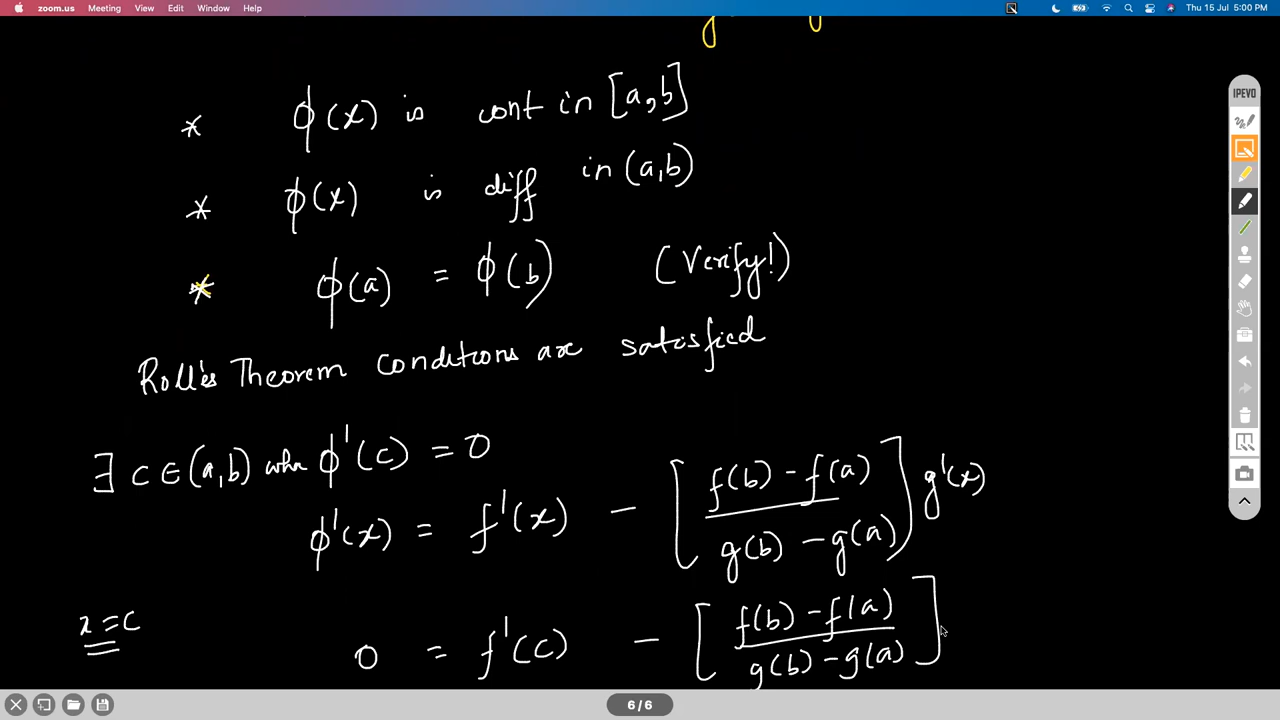 zoom.us Meeting View Edit Window Help Thu 15 Jul 5:00 PM
* ϕ(x) is cont in [a,b]
* ϕ(x) is diff in (a,b)
* ϕ(a) = ϕ(b) (Verify!)
Rolle's Theorem conditions are satisfied
∃ c ∈ (a,b) whr ϕ'(c) = 0
ϕ'(x) = f'(x) - [f(b) - f(a) / g(b) - g(a)] g'(x)
x = c
0 = f'(c) - [f(b) - f(a) / g(b) - g(a)]
IPEVO
6/6